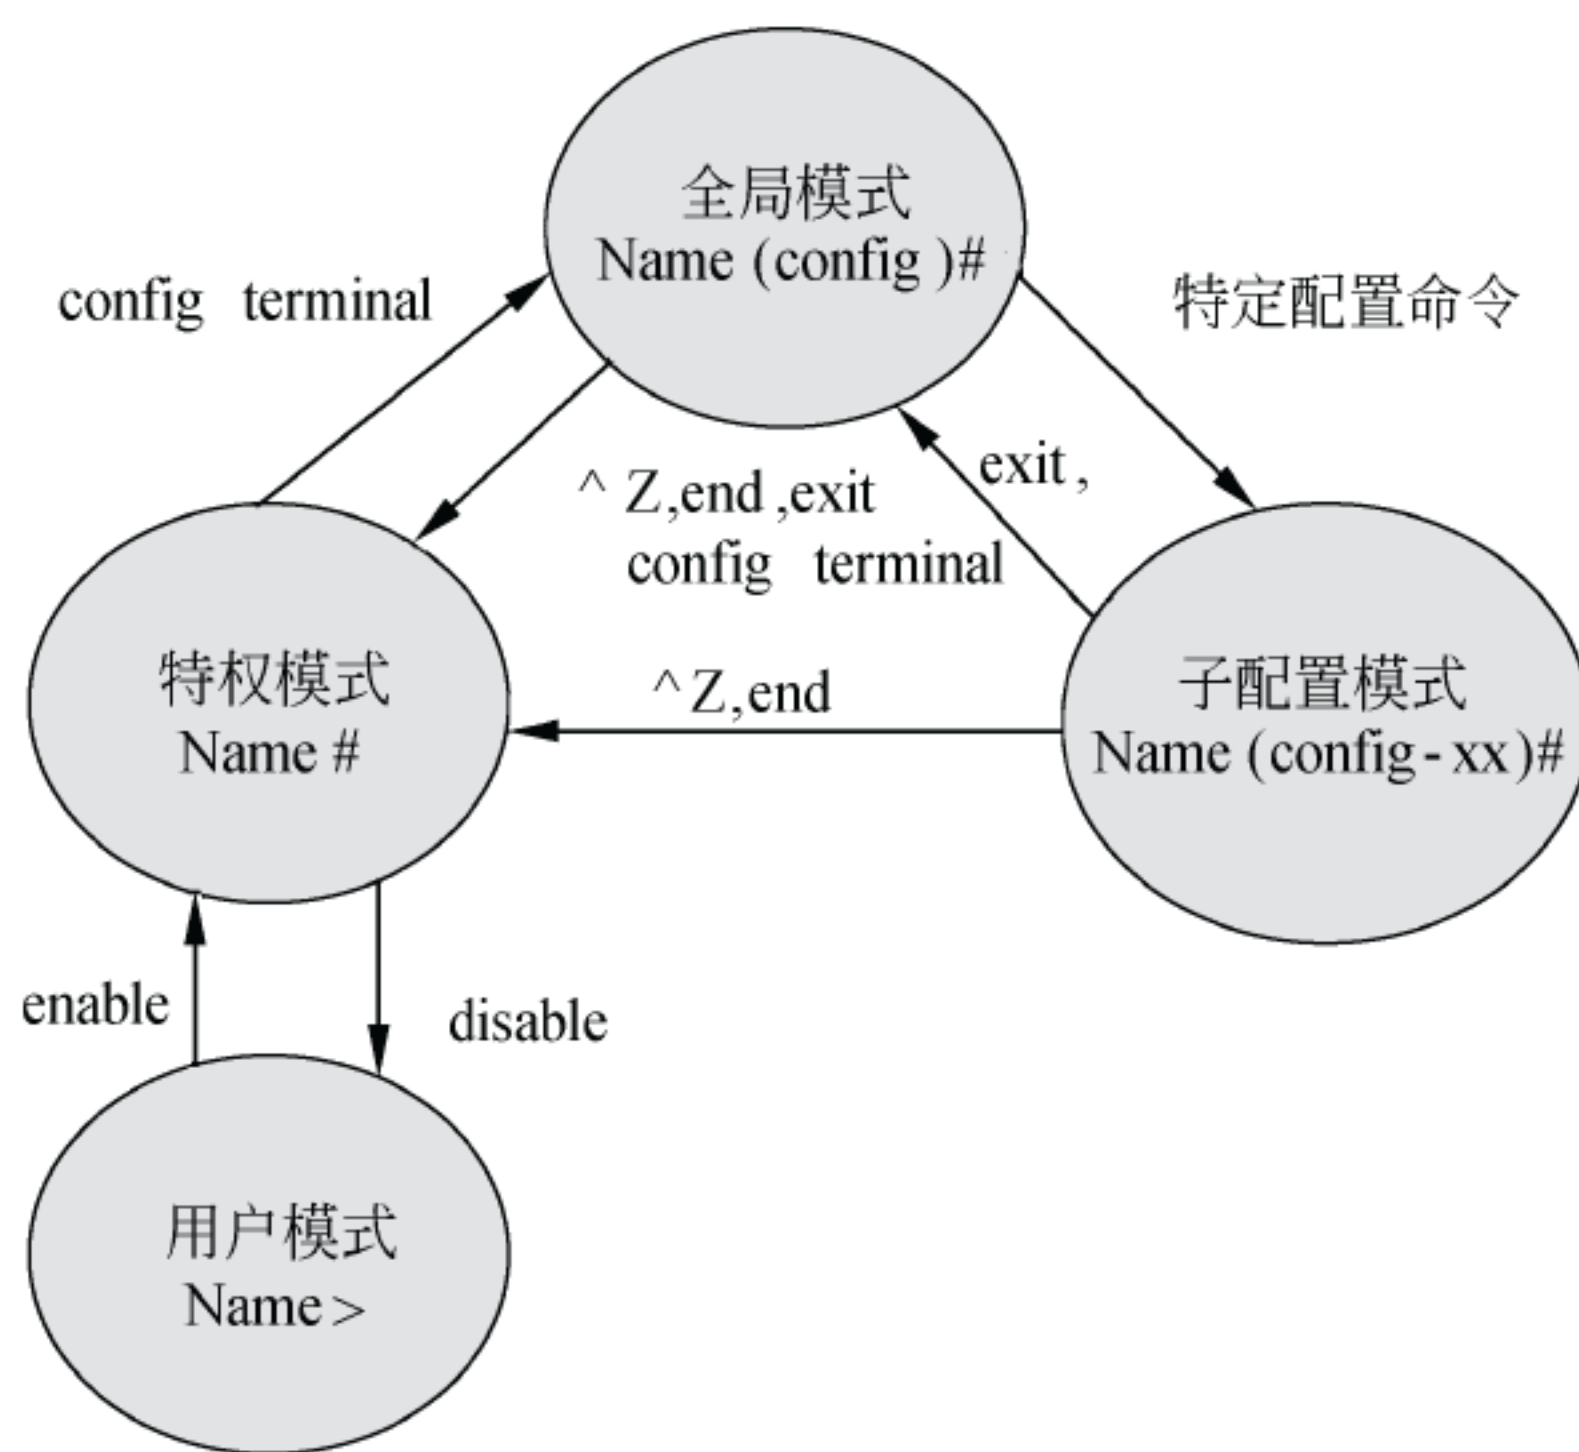 全局模式
Name (config )#
config terminal
特定配置命令
^ Z,end ,exit
exit ,
config terminal
特权模式
Name #
^ Z,end
子配置模式
Name (config - xx)#
enable
disable
用户模式
Name >